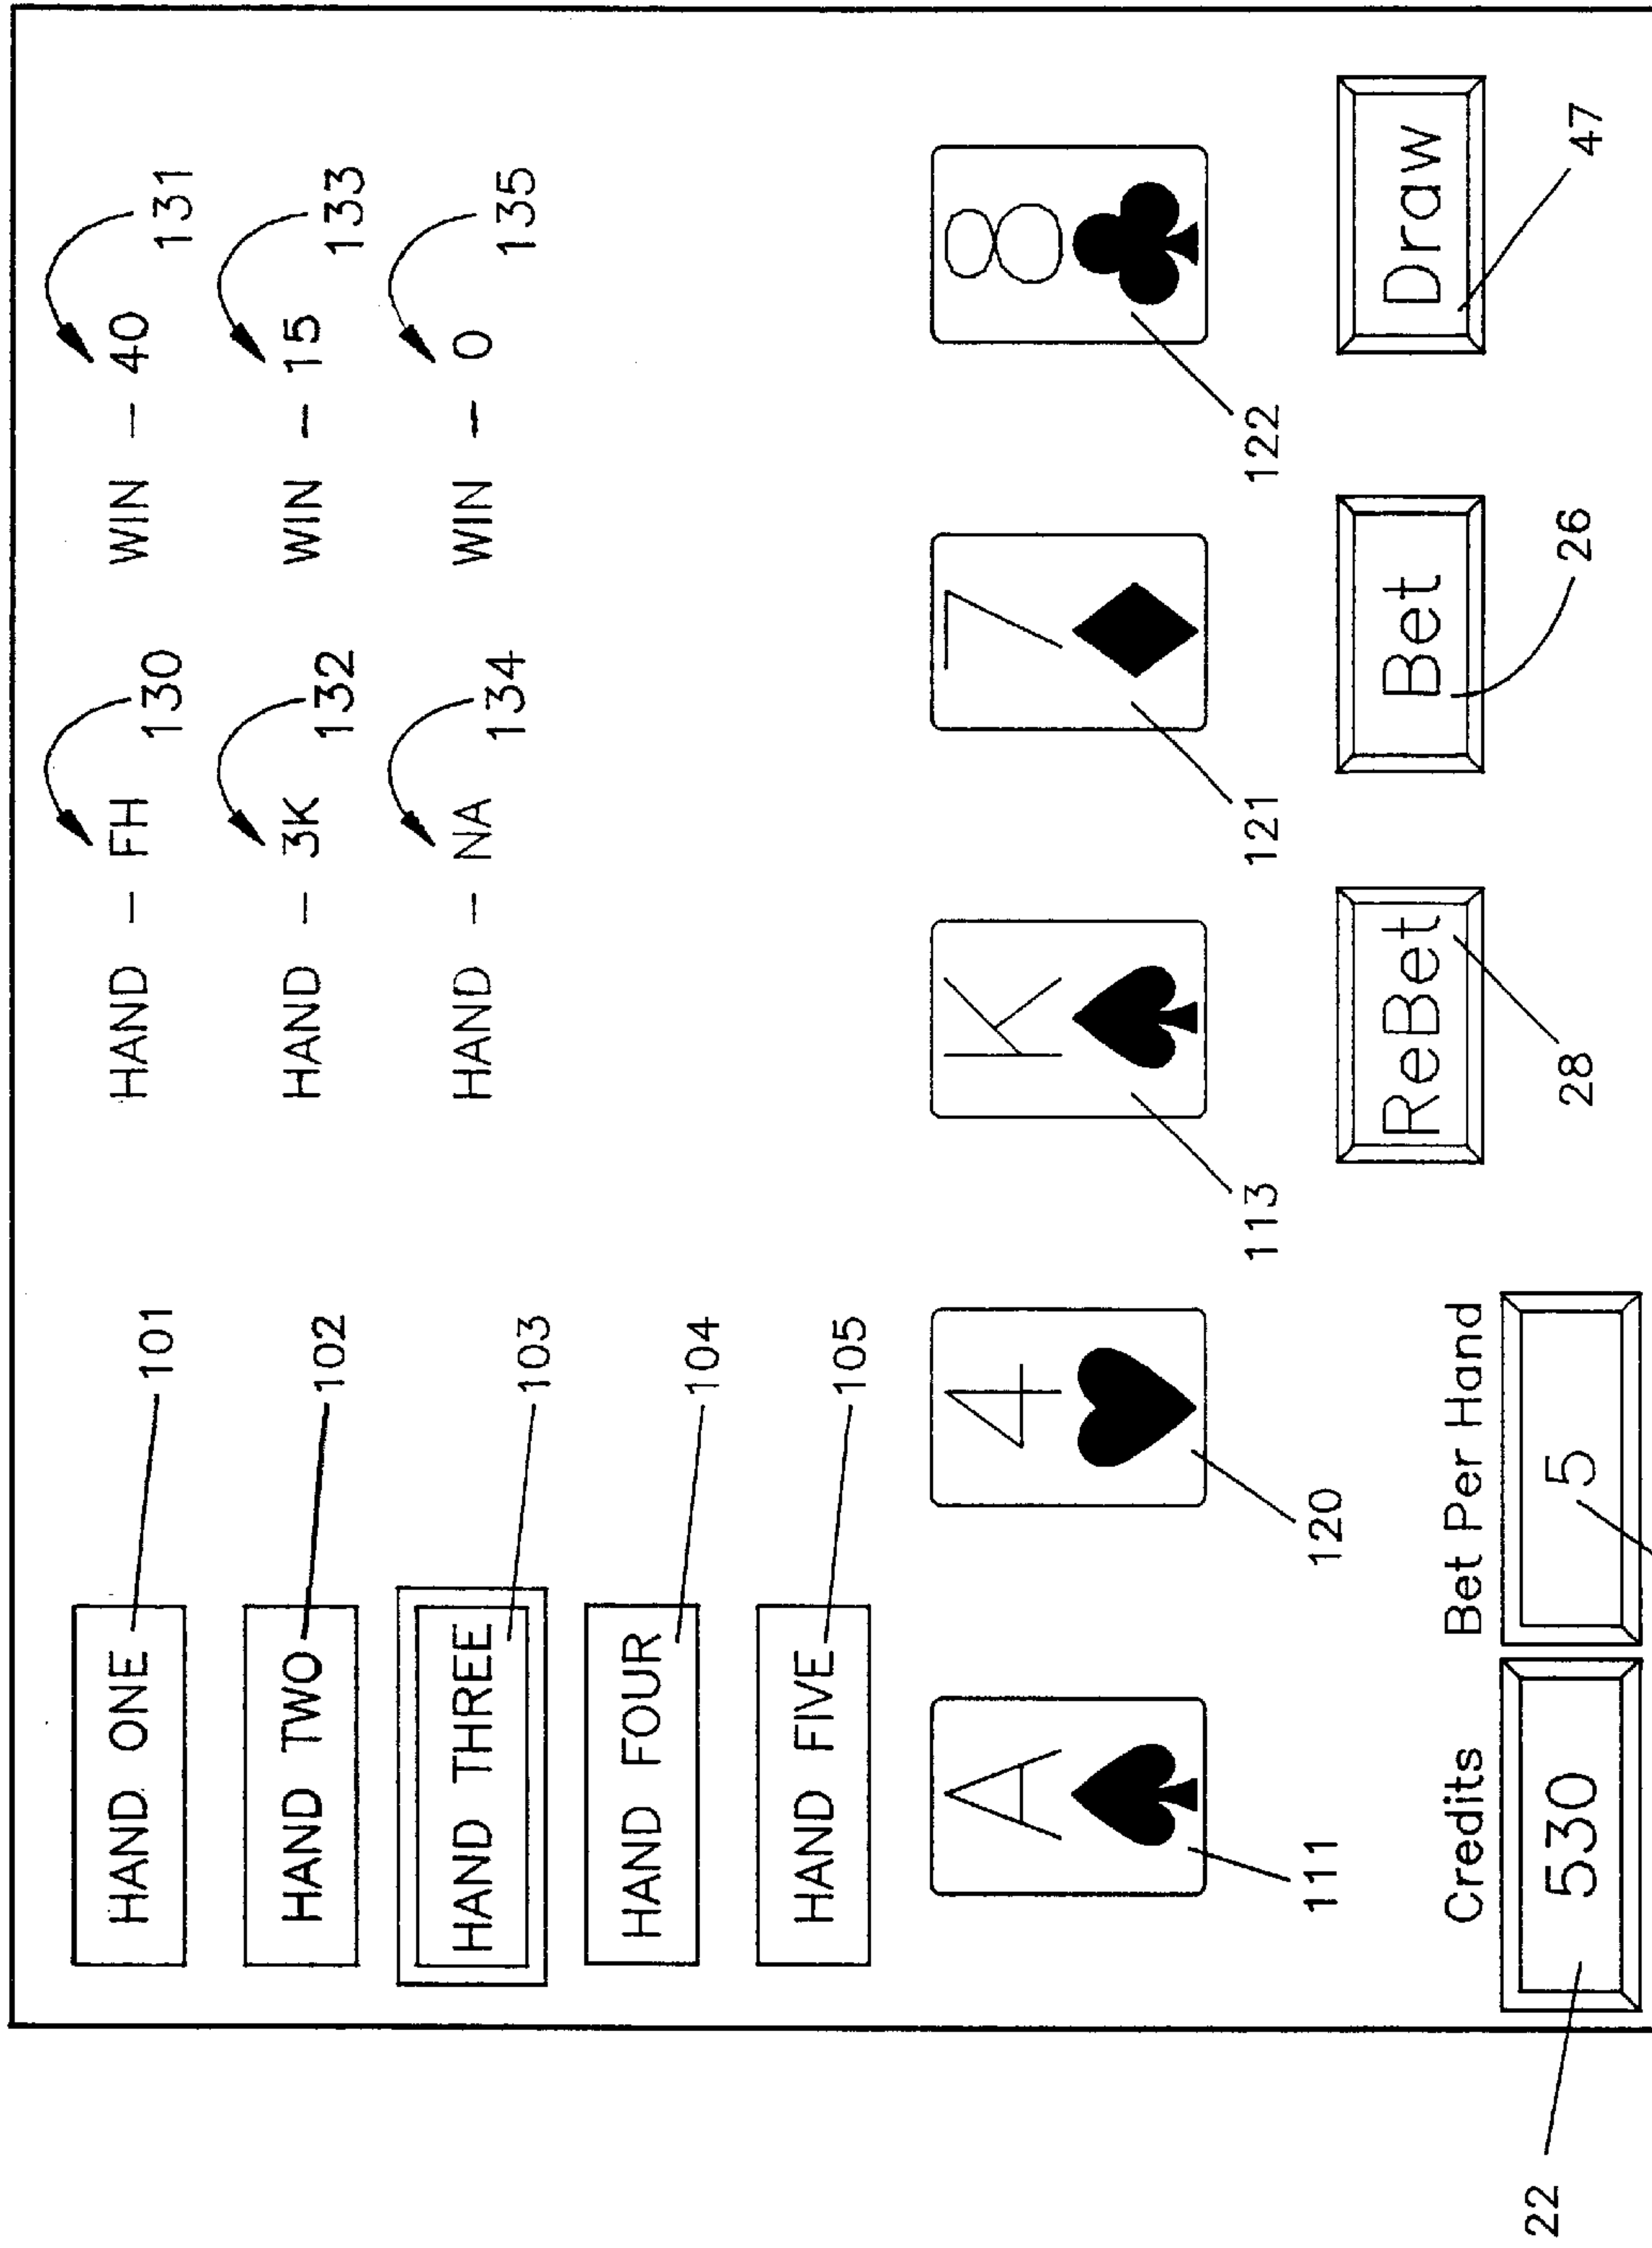 HAND ONE 101 HAND – FH 130 WIN – 40 131
HAND TWO 102 HAND – 3K 132 WIN – 15 133
HAND THREE 103 HAND – NA 134 WIN – 0 135
HAND FOUR 104
HAND FIVE 105
A 4 K 7 8
111 120 113 121 122
ReBet Bet Draw
28 26 47
Credits Bet Per Hand
530 5
22